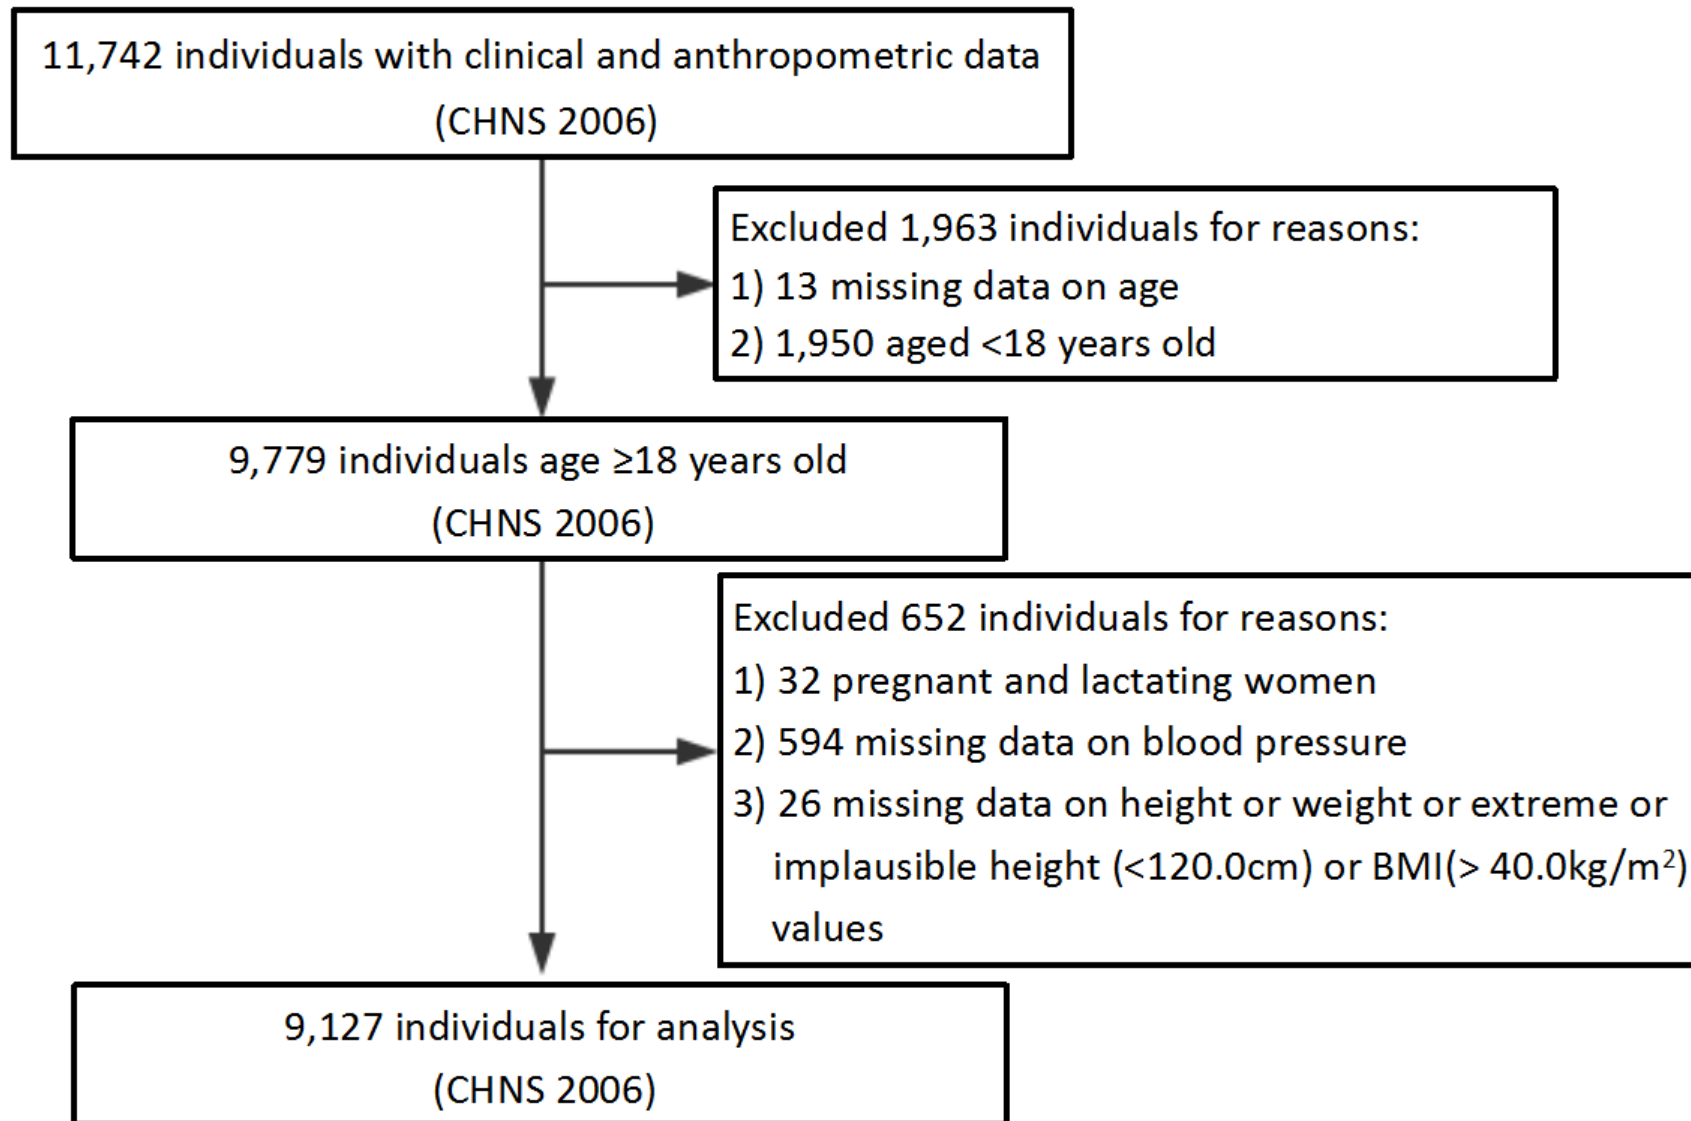 11,742 individuals with clinical and anthropometric data
(CHNS 2006)
Excluded 1,963 individuals for reasons:
1) 13 missing data on age
2) 1,950 aged <18 years old
9,779 individuals age ≥18 years old
(CHNS 2006)
Excluded 652 individuals for reasons:
1) 32 pregnant and lactating women
2) 594 missing data on blood pressure
3) 26 missing data on height or weight or extreme or
implausible height (<120.0cm) or BMI(> 40.0kg/m²)
values
9,127 individuals for analysis
(CHNS 2006)